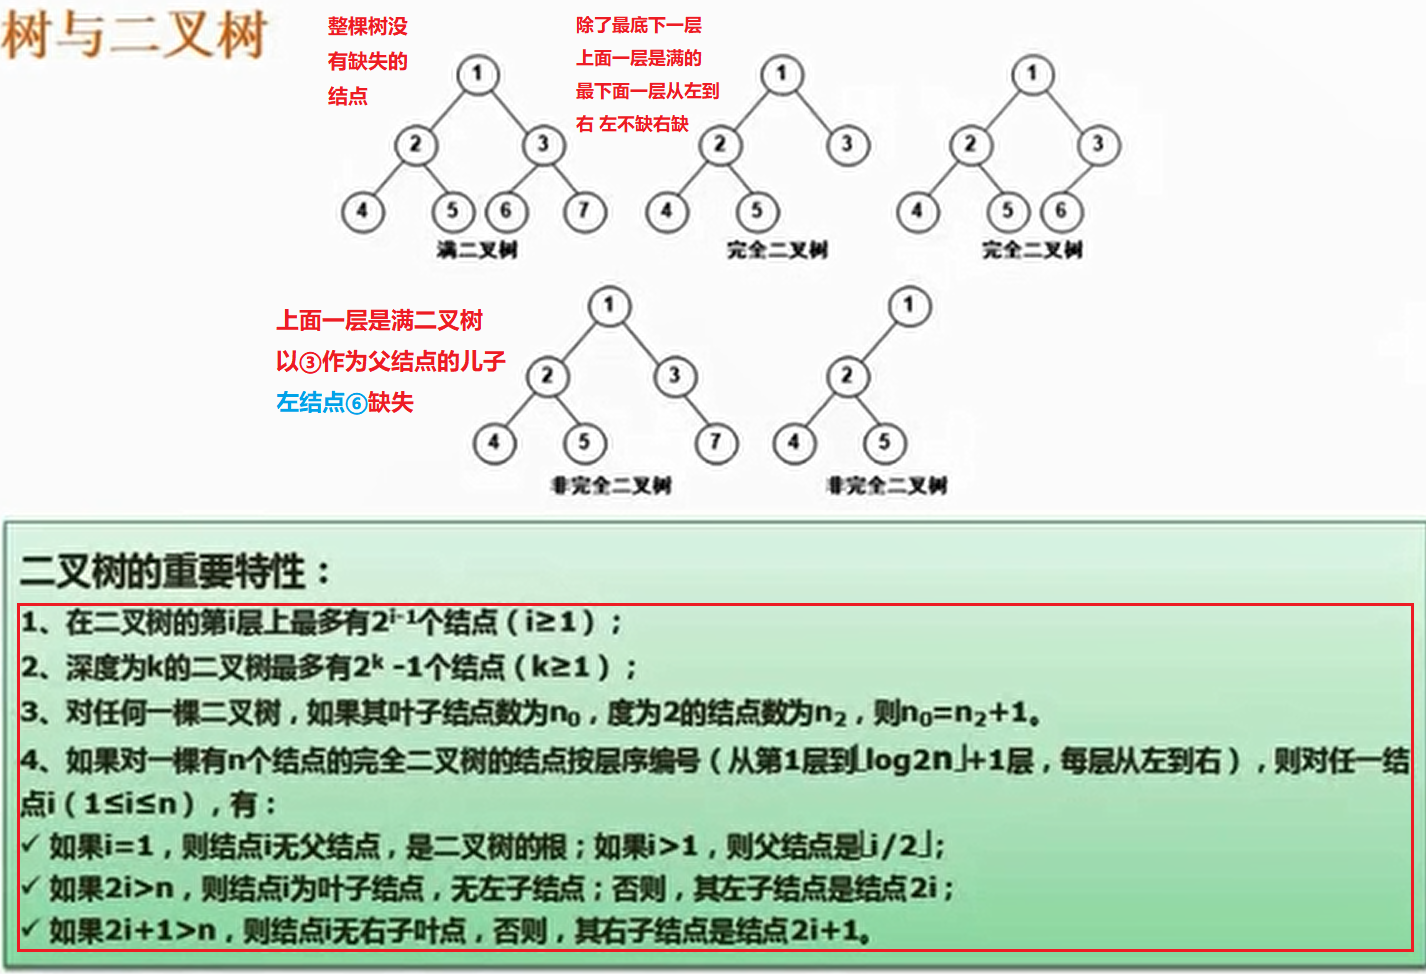 树与二叉树
整棵树没
有缺失的
结点
除了最底下一层
上面一层是满的
最下面一层从左到
右 左不缺右缺
1
2 3
4 5 6 7
满二叉树
1
2 3
4 5
完全二叉树
1
2 3
4 5 6
完全二叉树
上面一层是满二叉树
以③作为父结点的儿子
左结点⑥缺失
1
2 3
4 5 7
非完全二叉树
1
2
4 5
非完全二叉树
二叉树的重要特性：
1、在二叉树的第i层上最多有2^{i-1}个结点（i≥1）；
2、深度为k的二叉树最多有2^k -1个结点（k≥1）；
3、对任何一棵二叉树，如果其叶子结点数为n₀，度为2的结点数为n₂，则n₀=n₂+1。
4、如果对一棵有n个结点的完全二叉树的结点按层序编号（从第1层到⌊log2n⌋+1层，每层从左到右），则对任一结
点i（1≤i≤n），有：
✓ 如果i=1，则结点i无父结点，是二叉树的根；如果i>1，则父结点是⌊i/2⌋；
✓ 如果2i>n，则结点i为叶子结点，无左子结点；否则，其左子结点是结点2i；
✓ 如果2i+1>n，则结点i无右子叶点，否则，其右子结点是结点2i+1。